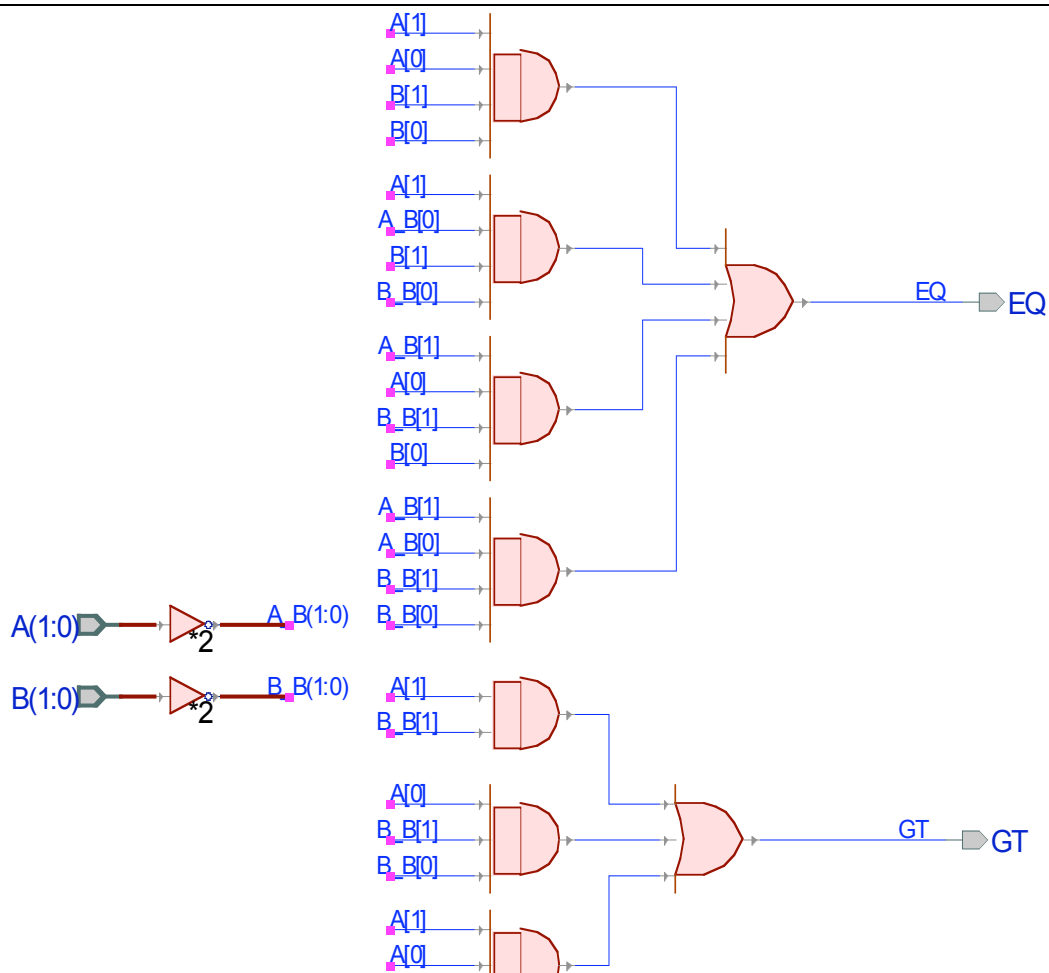 A[1]
A[0]
B[1]
B[0]
A[1]
A_B[0]
B[1]
B_B[0]
EQ
EQ
A_B[1]
A[0]
B_B[1]
B[0]
A_B[1]
A_B[0]
B_B[1]
B_B[0]
A(1:0)
*2
A_B(1:0)
B(1:0)
*2
B_B(1:0)
A[1]
B_B[1]
A[0]
B_B[1]
B_B[0]
GT
GT
A[1]
A[0]